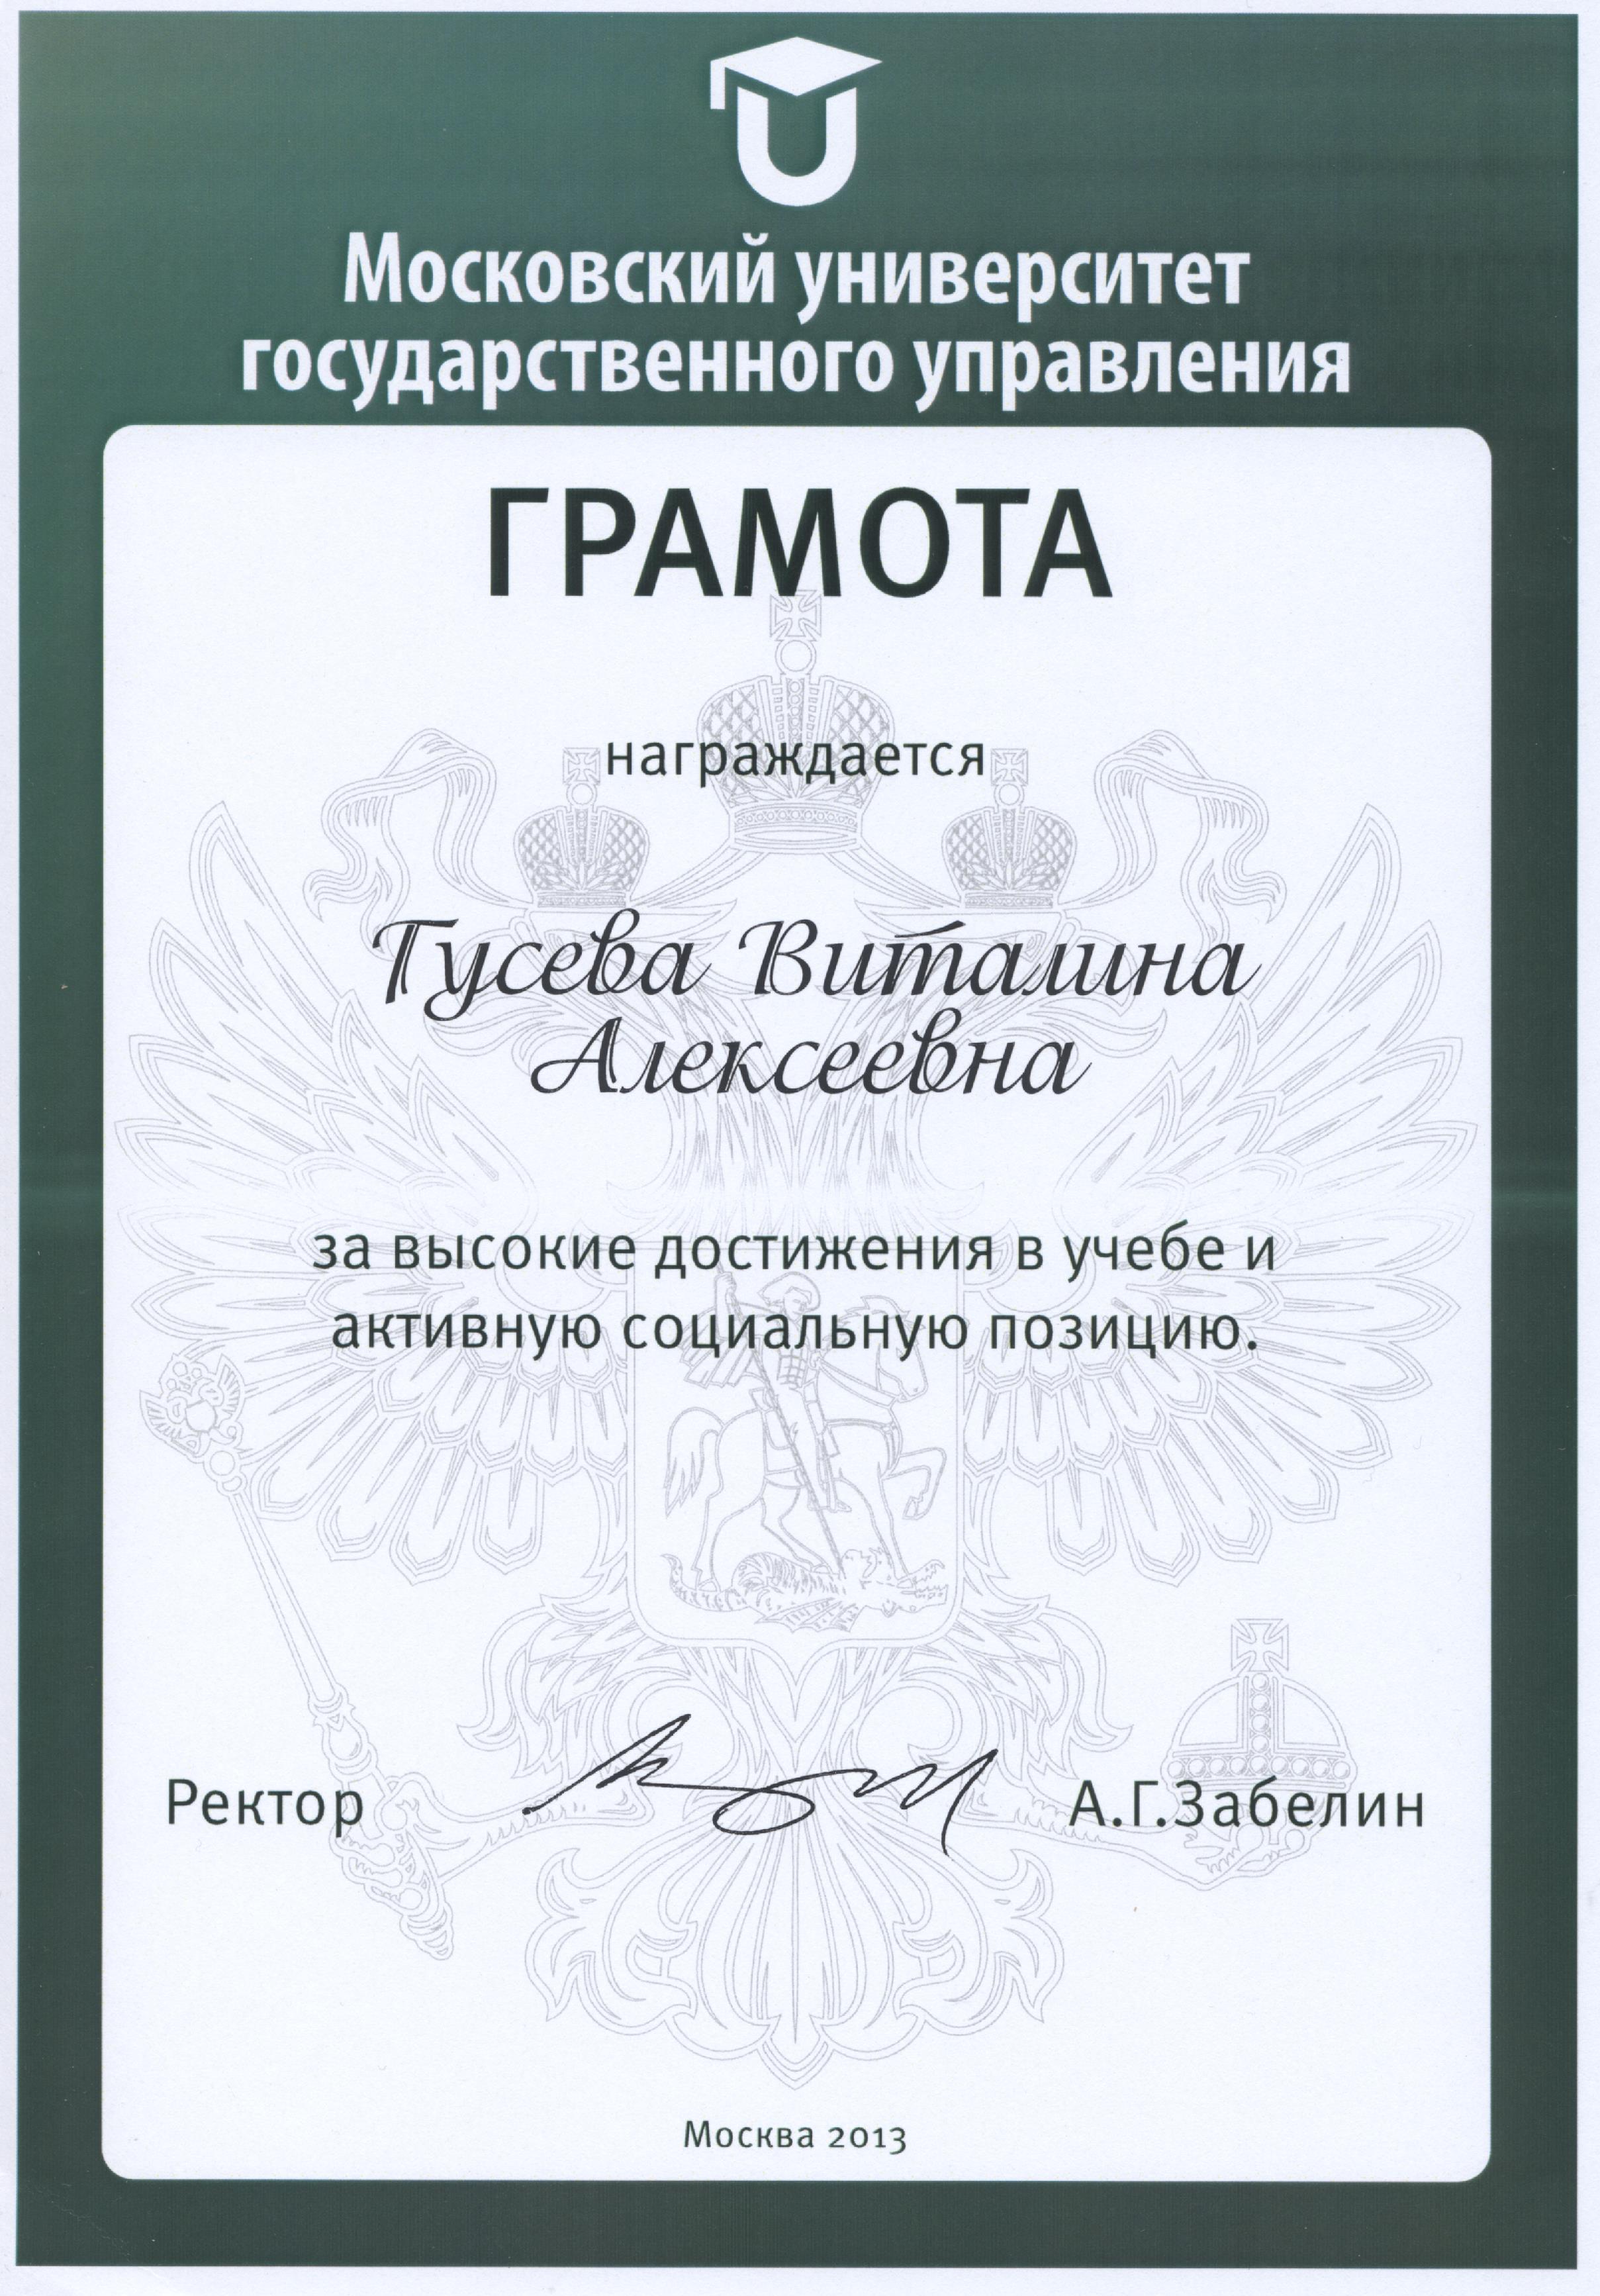 Московский университет
государственного управления
ГРАМОТА
награждается
Гусева Виталина
Алексеевна
за высокие достижения в учебе и
активную социальную позицию.
Ректор А.Г.Забелин
Москва 2013